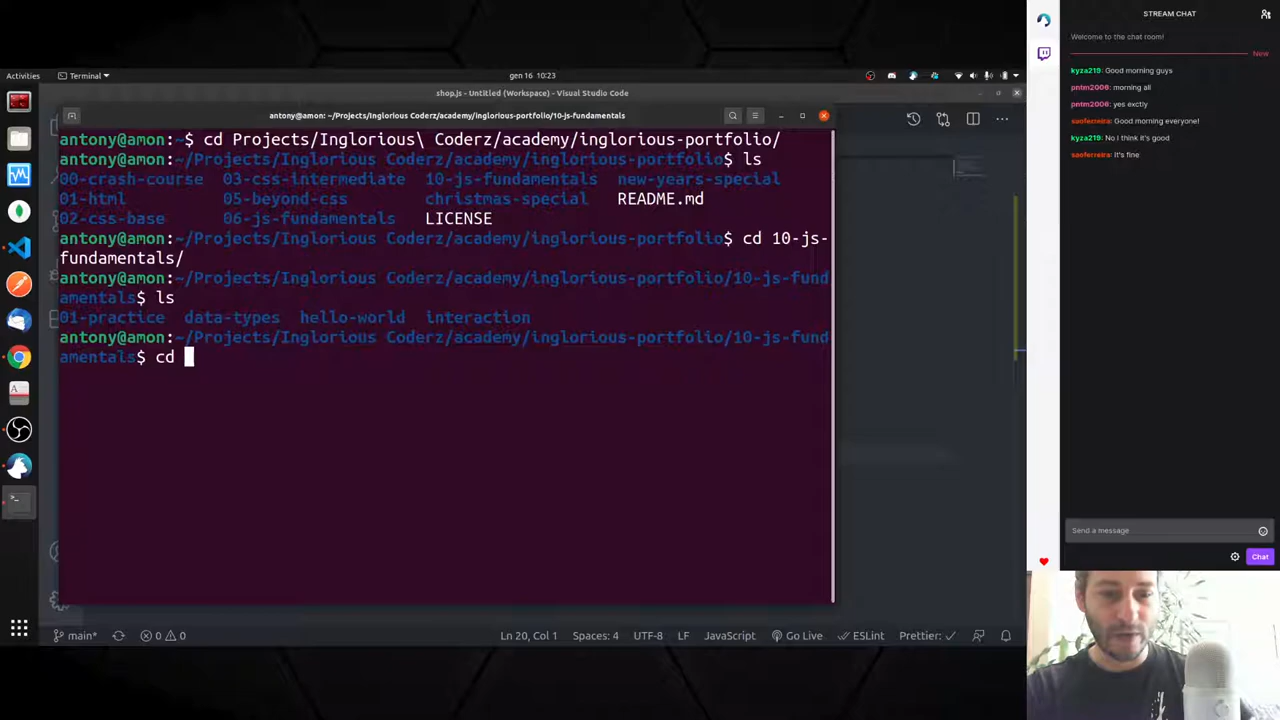 Activities
Terminal
gen 16 10:23
shop.js - Untitled (Workspace) - Visual Studio Code
antony@amon: ~/Projects/Inglorious Coderz/academy/inglorious-portfolio/10-js-fundamentals
antony@amon:~$ cd Projects/Inglorious\ Coderz/academy/inglorious-portfolio/
antony@amon:~/Projects/Inglorious Coderz/academy/inglorious-portfolio$ ls
00-crash-course 03-css-intermediate 10-js-fundamentals new-years-special
01-html 05-beyond-css christmas-special README.md
02-css-base 06-js-fundamentals LICENSE
antony@amon:~/Projects/Inglorious Coderz/academy/inglorious-portfolio$ cd 10-js-
fundamentals/
antony@amon:~/Projects/Inglorious Coderz/academy/inglorious-portfolio/10-js-fund
amentals$ ls
01-practice data-types hello-world interaction
antony@amon:~/Projects/Inglorious Coderz/academy/inglorious-portfolio/10-js-fund
amentals$ cd
main*
0 0
Ln 20, Col 1
Spaces: 4
UTF-8
LF
JavaScript
Go Live
ESLint
Prettier:
STREAM CHAT
Welcome to the chat room!
New
kyza219: Good morning guys
pntm2006: morning all
pntm2006: yes exctly
saoferreira: Good morning everyone!
kyza219: No I think it's good
saoferreira: It's fine
Send a message
Chat